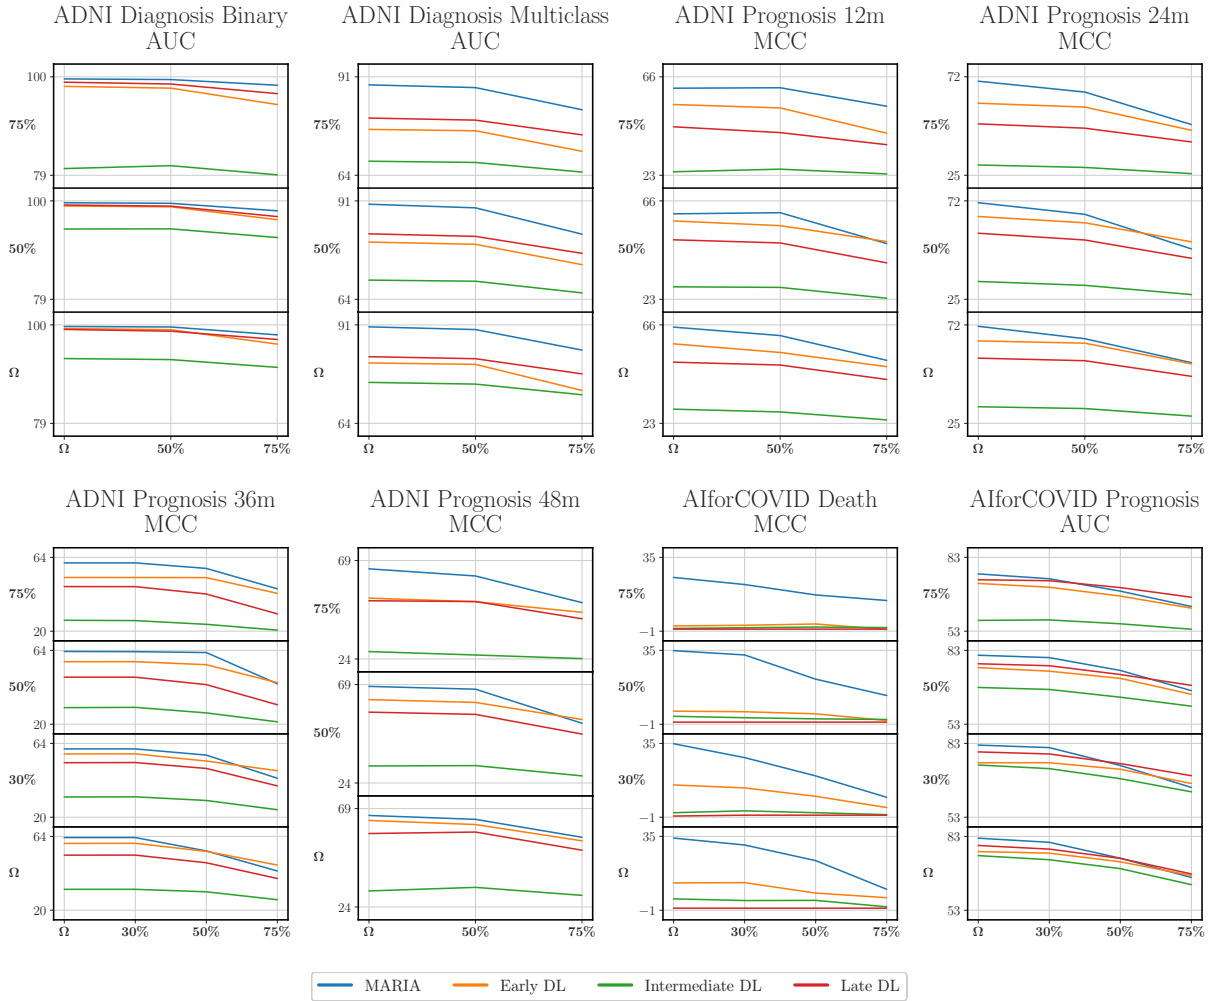 ADNI Diagnosis Binary
AUC
ADNI Diagnosis Multiclass
AUC
ADNI Prognosis 12m
MCC
ADNI Prognosis 24m
MCC
100
75%
79
100
50%
79
100
Ω
79
Ω 50% 75%
91
75%
64
91
50%
64
91
Ω
64
Ω 50% 75%
66
75%
23
66
50%
23
66
Ω
23
Ω 50% 75%
72
75%
25
72
50%
25
72
Ω
25
Ω 50% 75%
ADNI Prognosis 36m
MCC
ADNI Prognosis 48m
MCC
AIforCOVID Death
MCC
AIforCOVID Prognosis
AUC
64
75%
20
64
50%
20
64
30%
20
64
Ω
20
Ω 30% 50% 75%
69
75%
24
69
50%
24
69
Ω
24
Ω 50% 75%
35
75%
−1
35
50%
−1
35
30%
−1
35
Ω
−1
Ω 30% 50% 75%
83
75%
53
83
50%
53
83
30%
53
83
Ω
53
Ω 30% 50% 75%
MARIA Early DL Intermediate DL Late DL